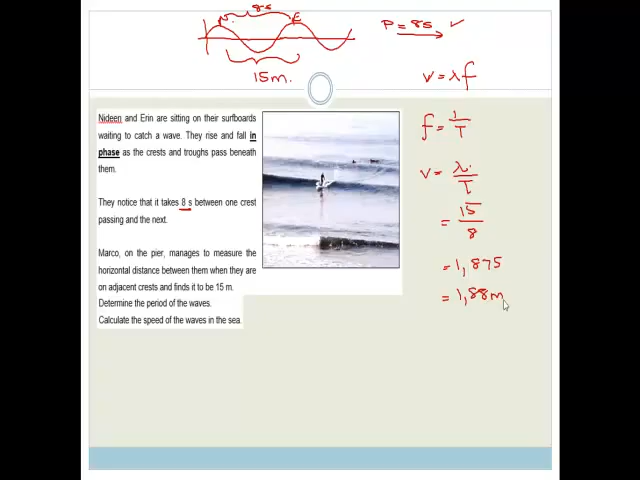 8s
N
E
P = 8s ✓
15m.
v = λf
Nideen and Erin are sitting on their surfboards
waiting to catch a wave. They rise and fall in
phase as the crests and troughs pass beneath
them.
They notice that it takes 8 s between one crest
passing and the next.
Marco, on the pier, manages to measure the
horizontal distance between them when they are
on adjacent crests and finds it to be 15 m.
Determine the period of the waves.
Calculate the speed of the waves in the sea.
f = 1/T
v = λ/T
= 15/8
= 1,875
= 1,88m